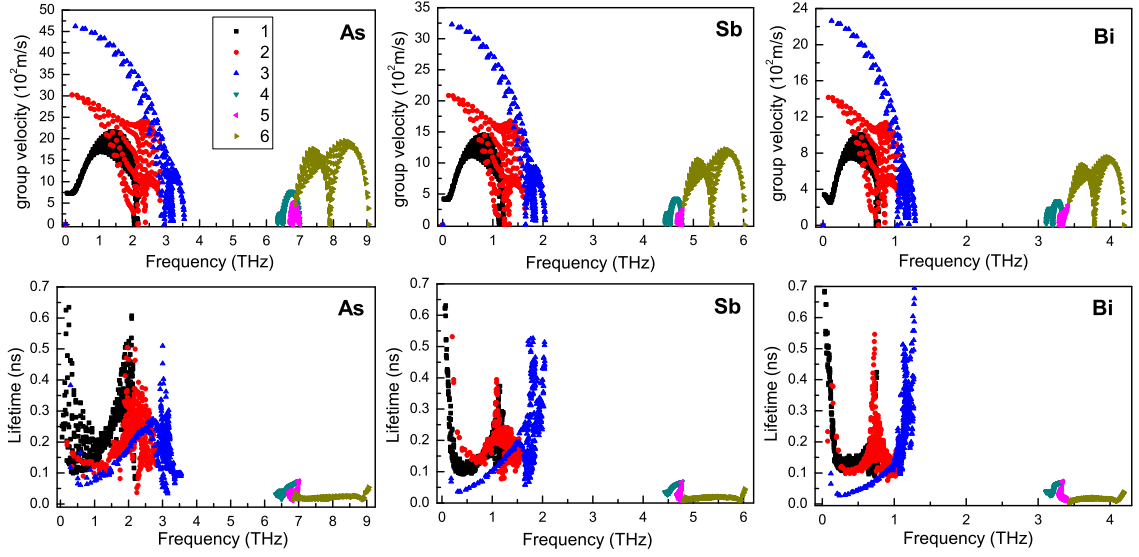 50
45
40
35
30
25
20
15
10
5
0
group velocity (10²m/s)
0 1 2 3 4 5 6 7 8 9
Frequency (THz)
As
1
2
3
4
5
6
35
30
25
20
15
10
5
0
group velocity (10²m/s)
0 1 2 3 4 5 6
Frequency (THz)
Sb
24
20
16
12
8
4
0
group velocity (10²m/s)
0 1 2 3 4
Frequency (THz)
Bi
0.7
0.6
0.5
0.4
0.3
0.2
0.1
0.0
Lifetime (ns)
0 1 2 3 4 5 6 7 8 9
Frequency (THz)
As
0.7
0.6
0.5
0.4
0.3
0.2
0.1
0.0
Lifetime (ns)
0 1 2 3 4 5 6
Frequency (THz)
Sb
0.7
0.6
0.5
0.4
0.3
0.2
0.1
0.0
Lifetime (ns)
0 1 2 3 4
Frequency (THz)
Bi